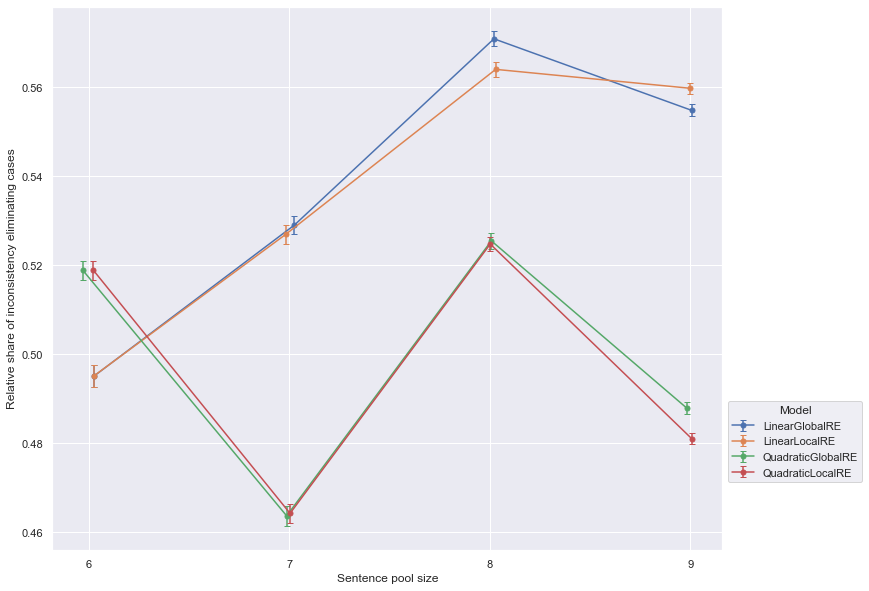 Relative share of inconsistency eliminating cases
0.56
0.54
0.52
0.50
0.48
0.46
6
7
8
9
Sentence pool size
Model
LinearGlobalRE
LinearLocalRE
QuadraticGlobalRE
QuadraticLocalRE